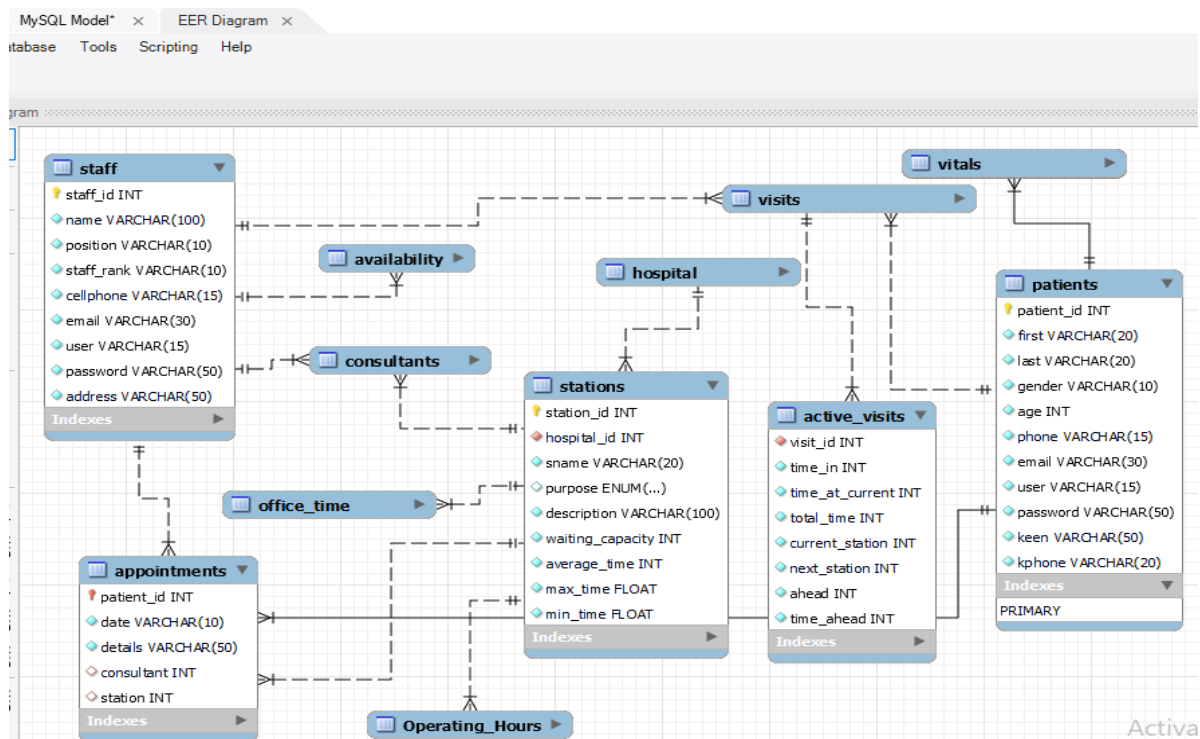 MySQL Model* ×
EER Diagram ×
atabase Tools Scripting Help
gram
staff
staff_id INT
name VARCHAR(100)
position VARCHAR(10)
staff_rank VARCHAR(10)
cellphone VARCHAR(15)
email VARCHAR(30)
user VARCHAR(15)
password VARCHAR(50)
address VARCHAR(50)
Indexes
availability
consultants
office_time
appointments
patient_id INT
date VARCHAR(10)
details VARCHAR(50)
consultant INT
station INT
Indexes
hospital
stations
station_id INT
hospital_id INT
sname VARCHAR(20)
purpose ENUM(...)
description VARCHAR(100)
waiting_capacity INT
average_time INT
max_time FLOAT
min_time FLOAT
Indexes
Operating_Hours
visits
active_visits
visit_id INT
time_in INT
time_at_current INT
total_time INT
current_station INT
next_station INT
ahead INT
time_ahead INT
Indexes
vitals
patients
patient_id INT
first VARCHAR(20)
last VARCHAR(20)
gender VARCHAR(10)
age INT
phone VARCHAR(15)
email VARCHAR(30)
user VARCHAR(15)
password VARCHAR(50)
keen VARCHAR(50)
kphone VARCHAR(20)
Indexes
PRIMARY
Activa